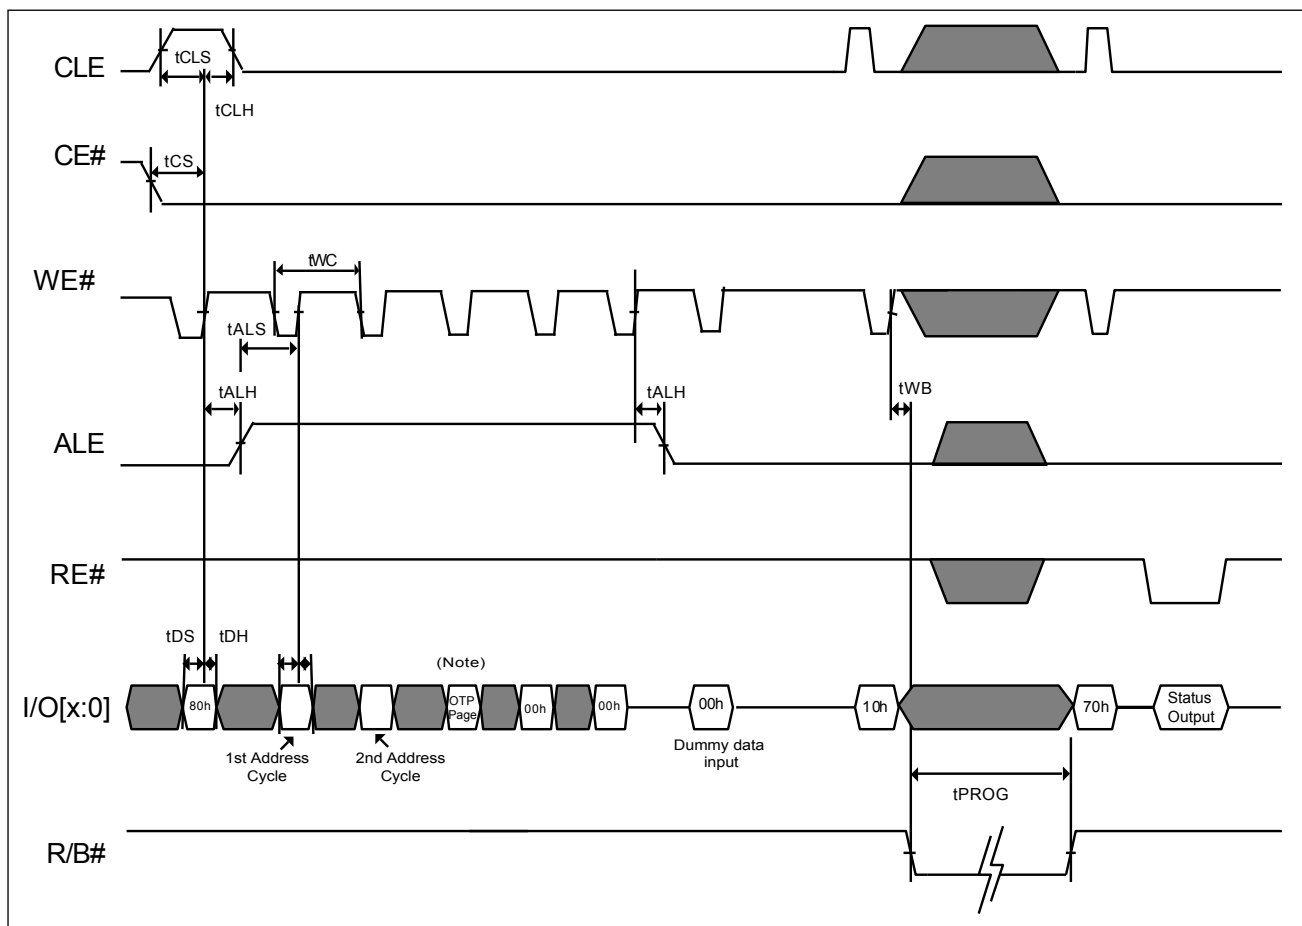 CLE
tCLS
tCLH
CE#
tCS
WE#
tWC
tALS
tALH
tALH
tWB
ALE
RE#
tDS
tDH
(Note)
I/O[x:0]
80h
OTP
Page
00h
00h
00h
10h
70h
Status
Output
1st Address
Cycle
2nd Address
Cycle
Dummy data
input
tPROG
R/B#